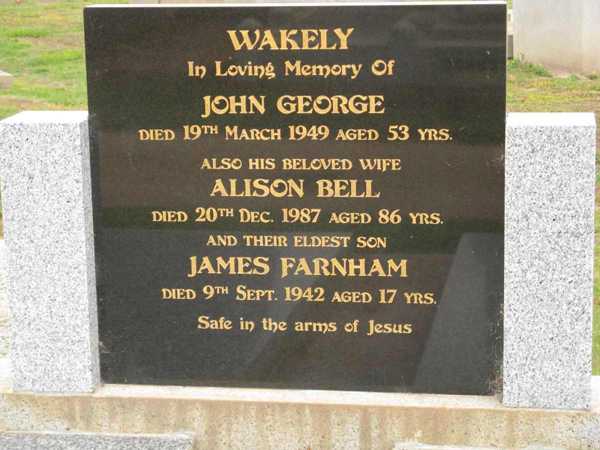 WAKELY
In Loving Memory Of
JOHN GEORGE
DIED 19TH MARCH 1949 AGED 53 YRS.
ALSO HIS BELOVED WIFE
ALISON BELL
DIED 20TH DEC. 1987 AGED 86 YRS.
AND THEIR ELDEST SON
JAMES FARNHAM
DIED 9TH SEPT. 1942 AGED 17 YRS.
Safe in the arms of Jesus